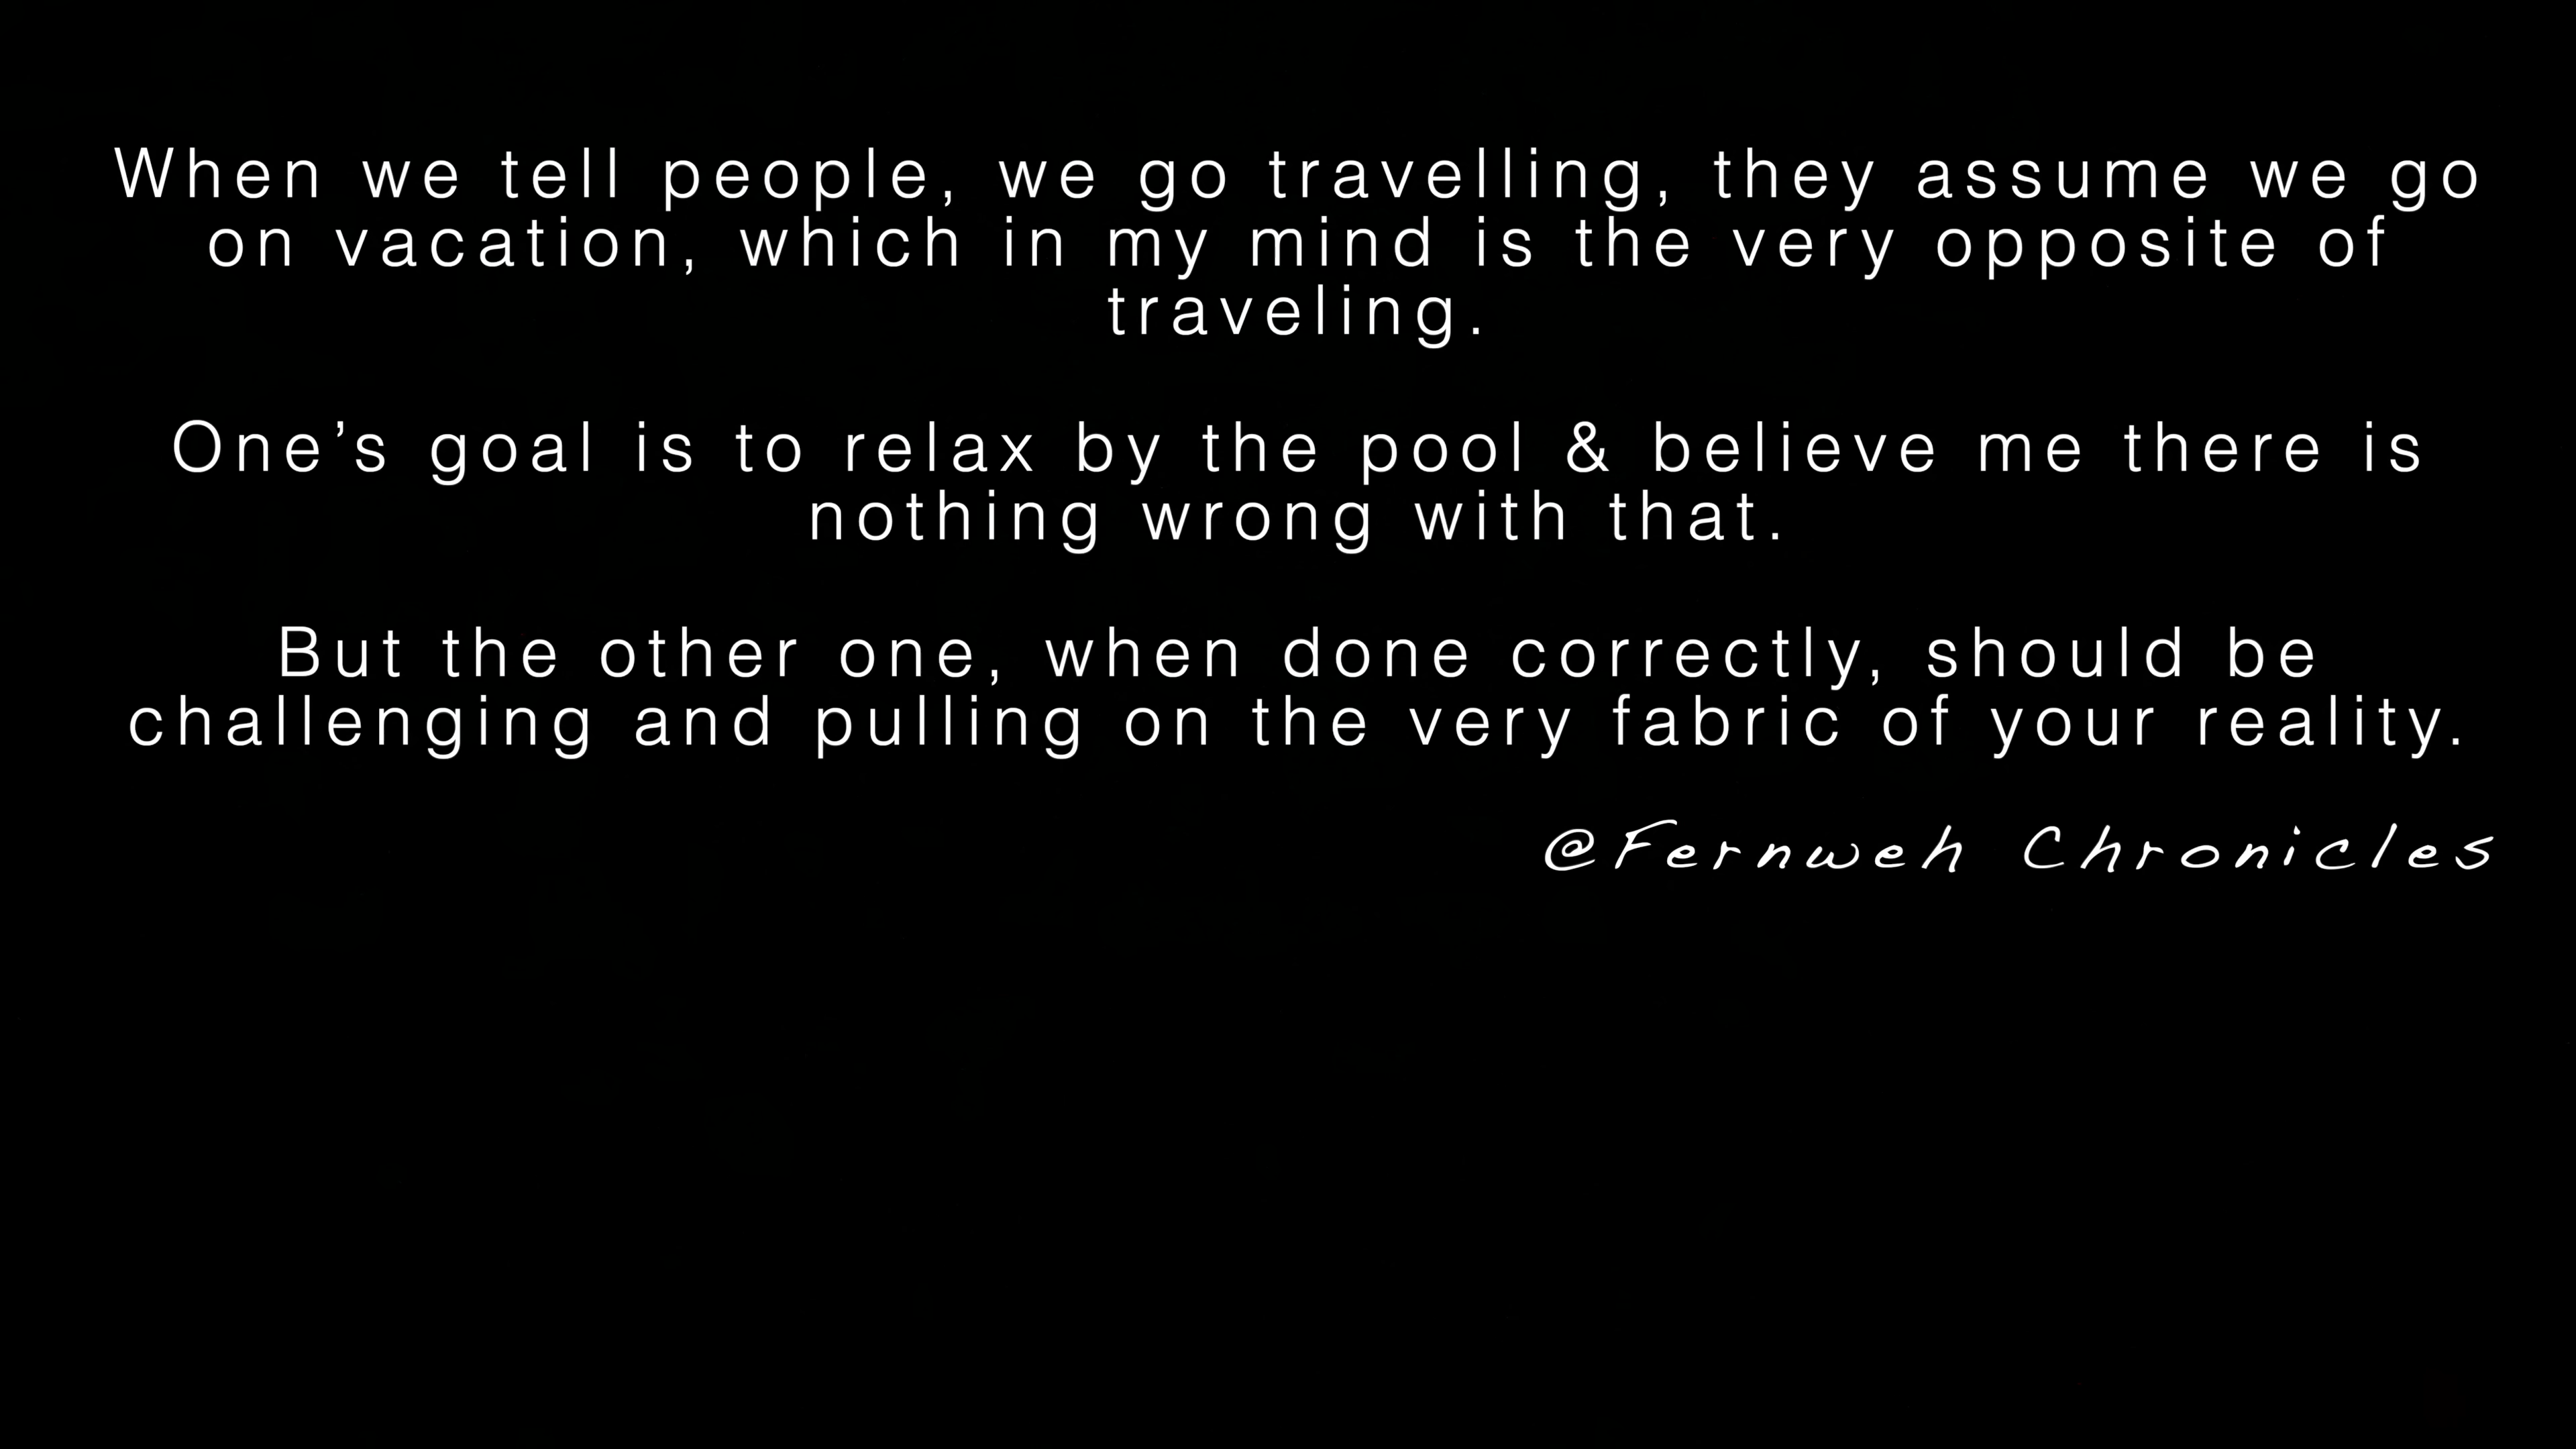 When we tell people, we go travelling, they assume we go
on vacation, which in my mind is the very opposite of
traveling.
One’s goal is to relax by the pool & believe me there is
nothing wrong with that.
But the other one, when done correctly, should be
challenging and pulling on the very fabric of your reality.
@Fernweh Chronicles